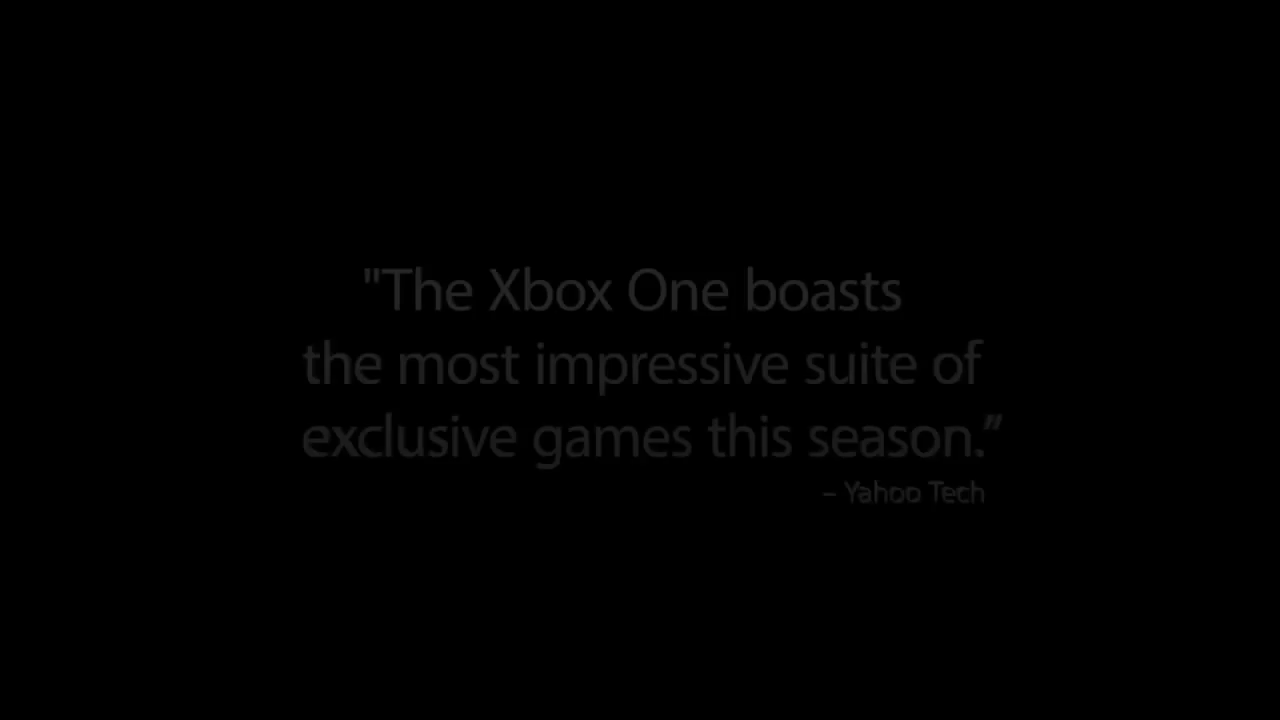 "The Xbox One boasts
the most impressive suite of
exclusive games this season.”
– Yahoo Tech